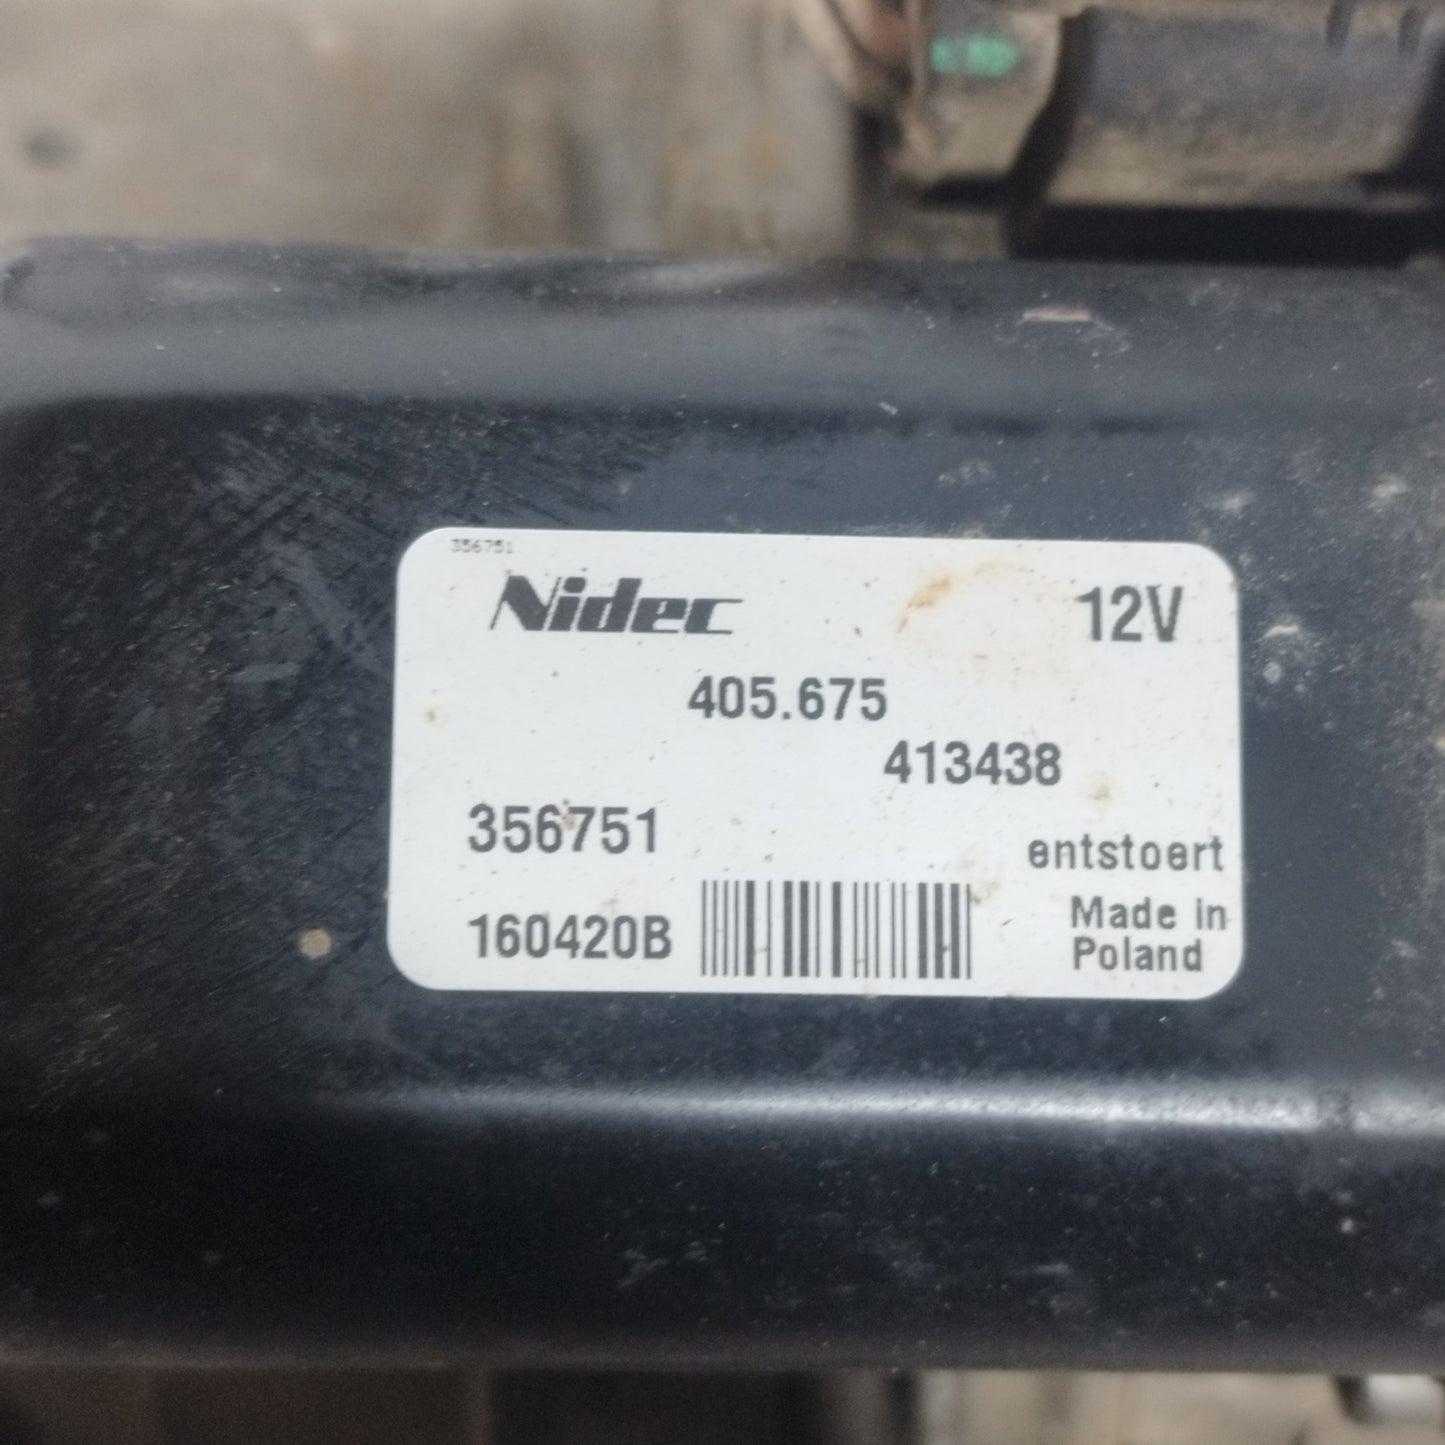 356751
Nidec 12V
405.675
413438
356751
entstoert
160420B
Made in
Poland